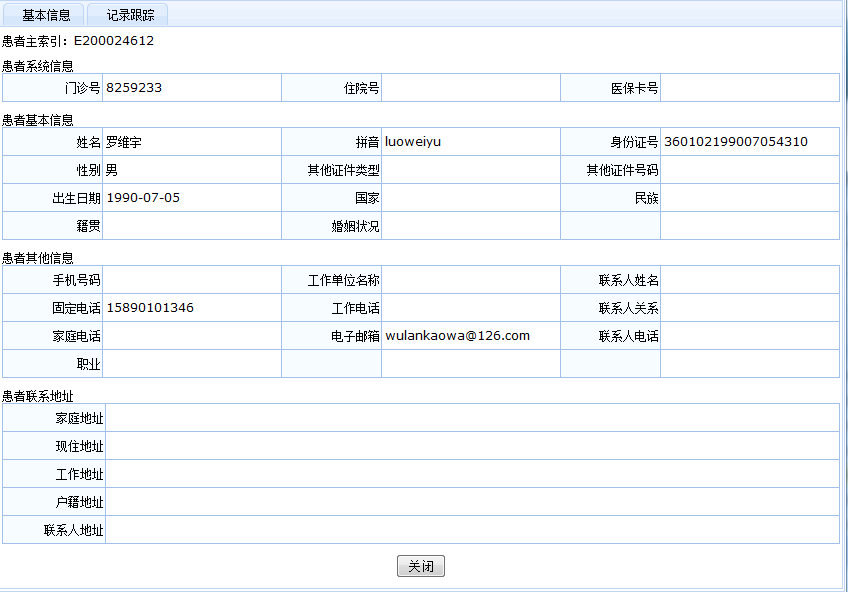 基本信息 记录跟踪
患者主索引: E200024612
患者系统信息
门诊号 8259233 住院号 医保卡号
患者基本信息
姓名 罗维宇 拼音 luoweiyu 身份证号 360102199007054310
性别 男 其他证件类型 其他证件号码
出生日期 1990-07-05 国家 民族
籍贯 婚姻状况
患者其他信息
手机号码 工作单位名称 联系人姓名
固定电话 15890101346 工作电话 联系人关系
家庭电话 电子邮箱 wulankaowa@126.com 联系人电话
职业
患者联系地址
家庭地址
现住地址
工作地址
户籍地址
联系人地址
关闭